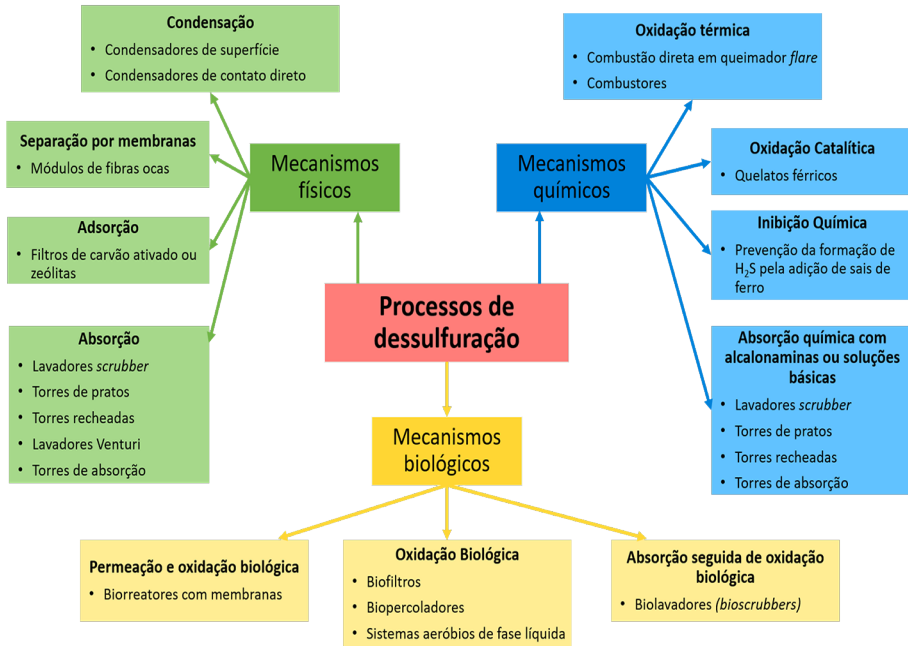 Condensação
• Condensadores de superfície
• Condensadores de contato direto
Separação por membranas
• Módulos de fibras ocas
Adsorção
• Filtros de carvão ativado ou
zeólitas
Absorção
• Lavadores scrubber
• Torres de pratos
• Torres recheadas
• Lavadores Venturi
• Torres de absorção
Mecanismos
físicos
Mecanismos
químicos
Oxidação térmica
• Combustão direta em queimador flare
• Combustores
Oxidação Catalítica
• Quelatos férricos
Inibição Química
• Prevenção da formação de
H₂S pela adição de sais de
ferro
Absorção química com
alcalonaminas ou soluções
básicas
• Lavadores scrubber
• Torres de pratos
• Torres recheadas
• Torres de absorção
Processos de
dessulfuração
Mecanismos
biológicos
Permeação e oxidação biológica
• Biorreatores com membranas
Oxidação Biológica
• Biofiltros
• Biopercoladores
• Sistemas aeróbios de fase líquida
Absorção seguida de oxidação
biológica
• Biolavadores (bioscrubbers)